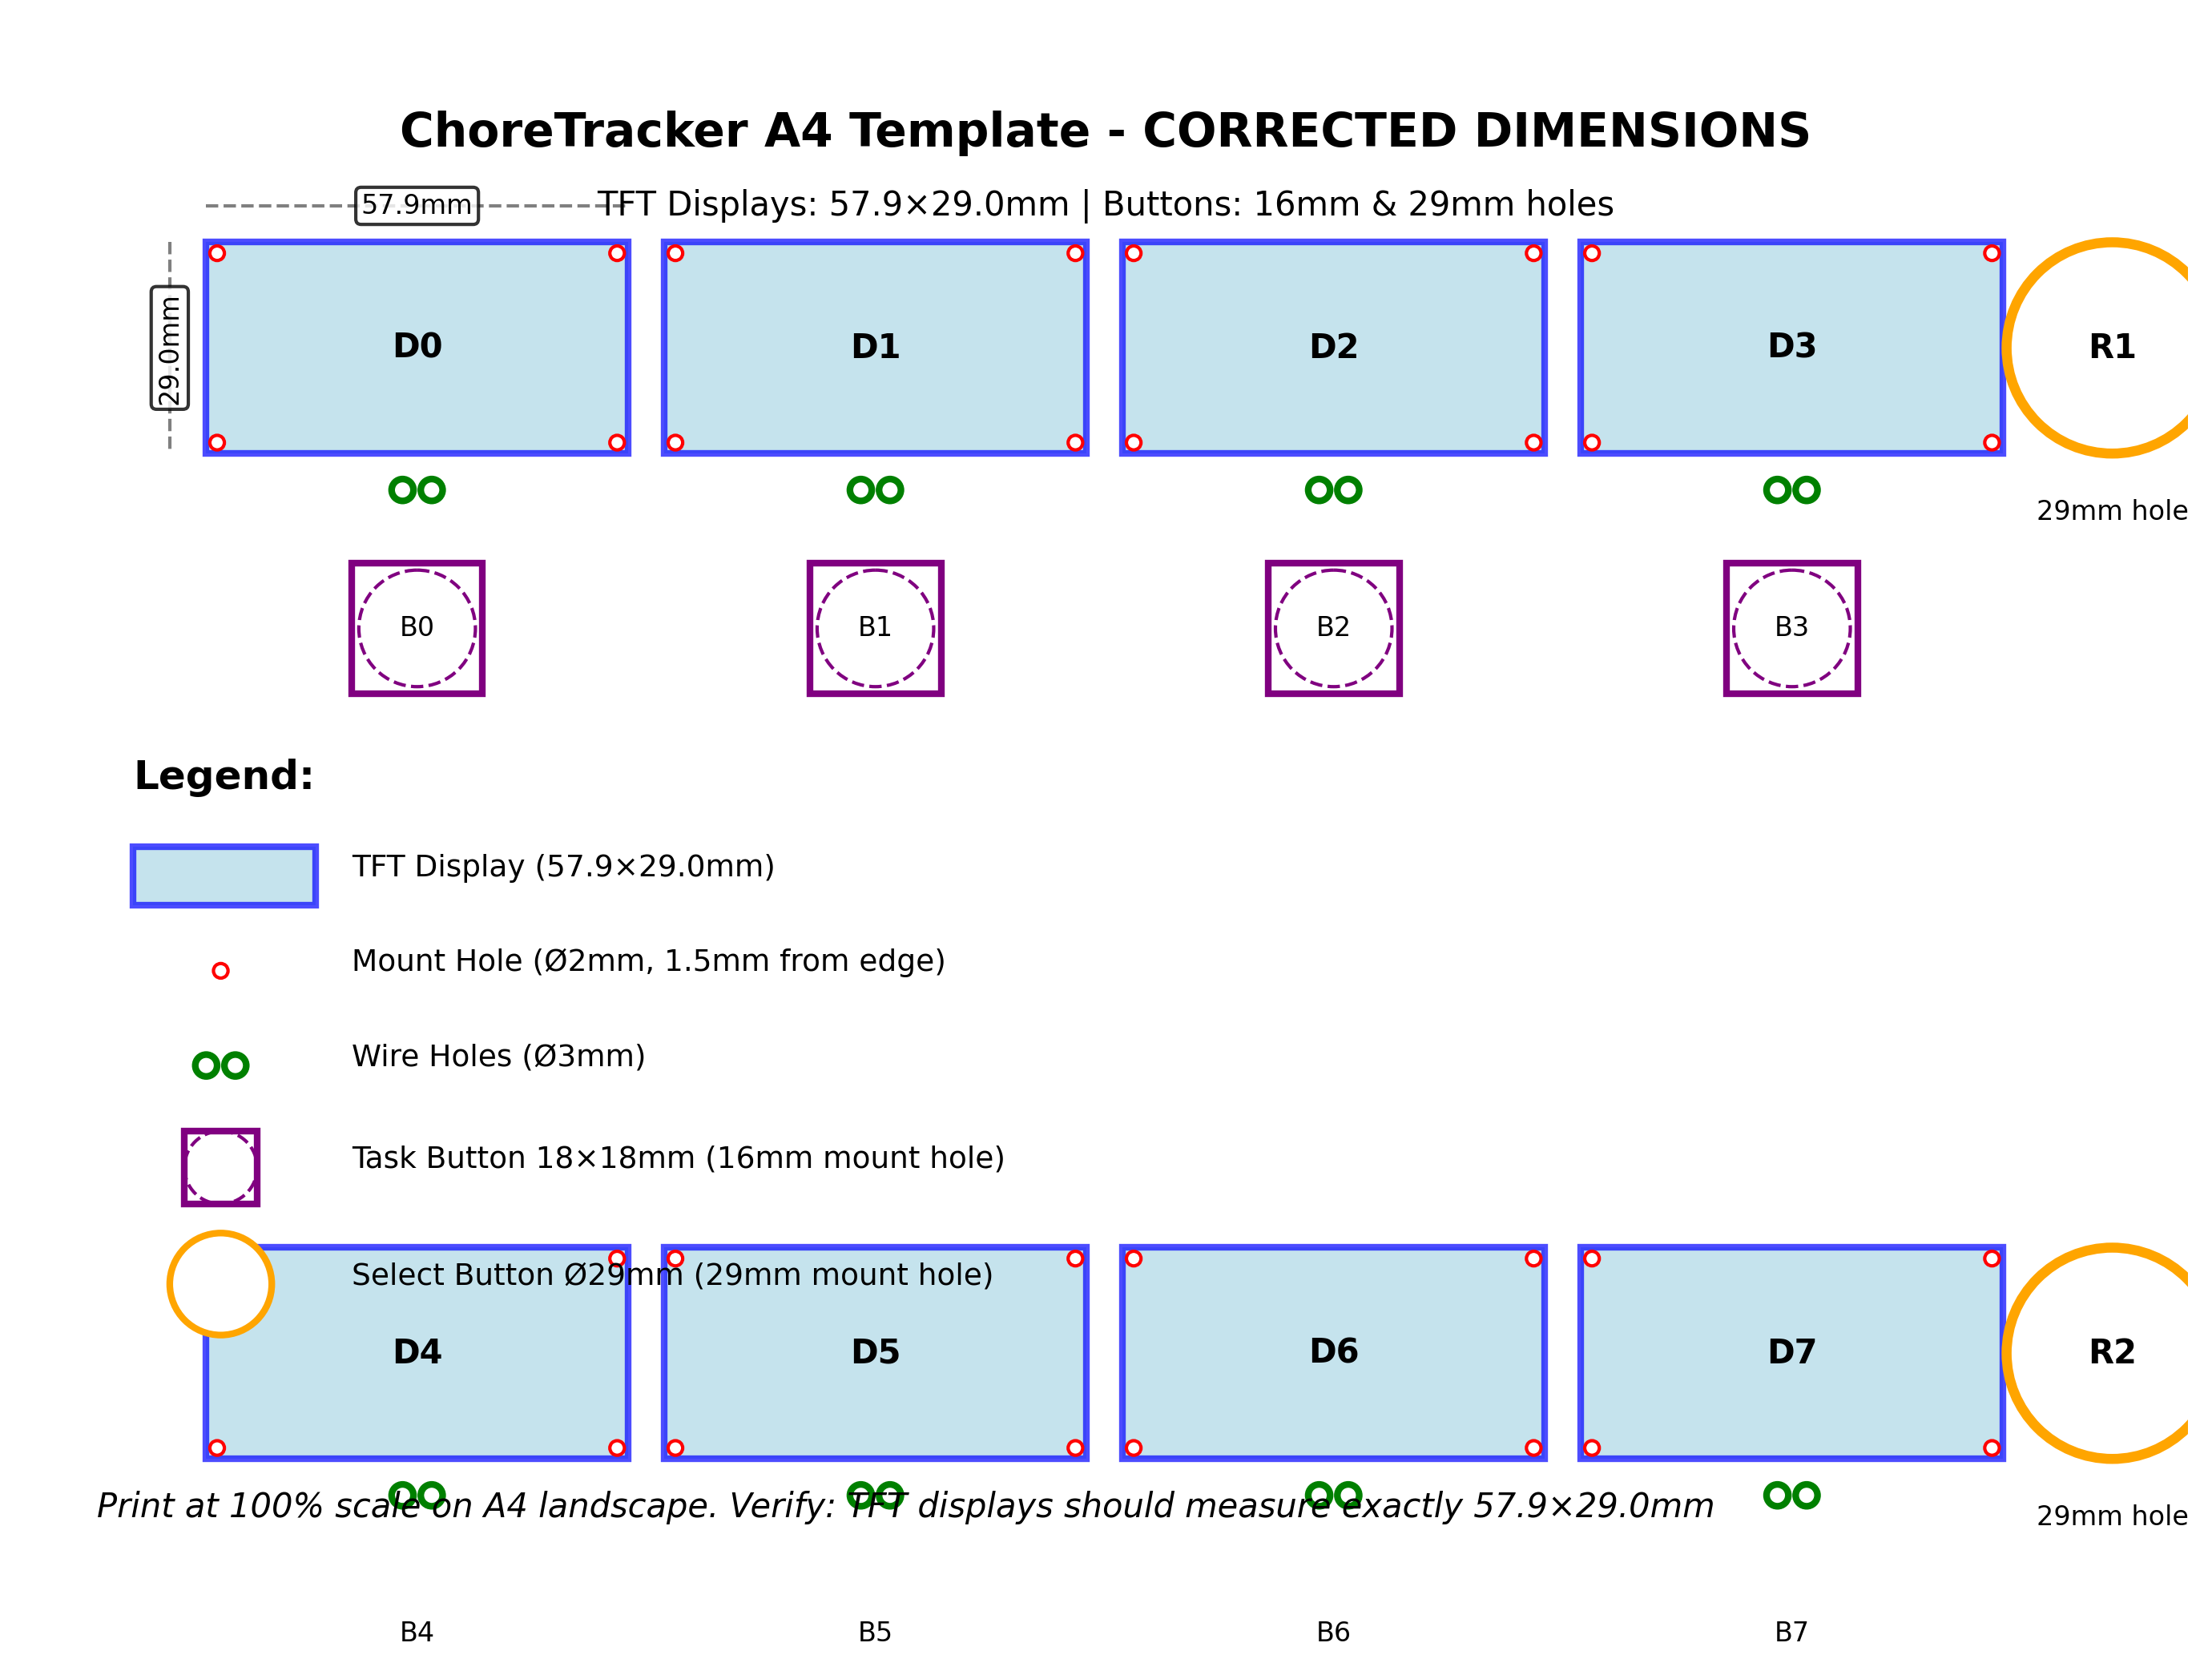 ChoreTracker A4 Template - CORRECTED DIMENSIONS
57.9mm
TFT Displays: 57.9×29.0mm | Buttons: 16mm & 29mm holes
29.0mm
D0
D1
D2
D3
R1
29mm hole
B0
B1
B2
B3
Legend:
TFT Display (57.9×29.0mm)
Mount Hole (Ø2mm, 1.5mm from edge)
Wire Holes (Ø3mm)
Task Button 18×18mm (16mm mount hole)
Select Button Ø29mm (29mm mount hole)
D4
D5
D6
D7
R2
Print at 100% scale on A4 landscape. Verify: TFT displays should measure exactly 57.9×29.0mm
29mm hole
B4
B5
B6
B7